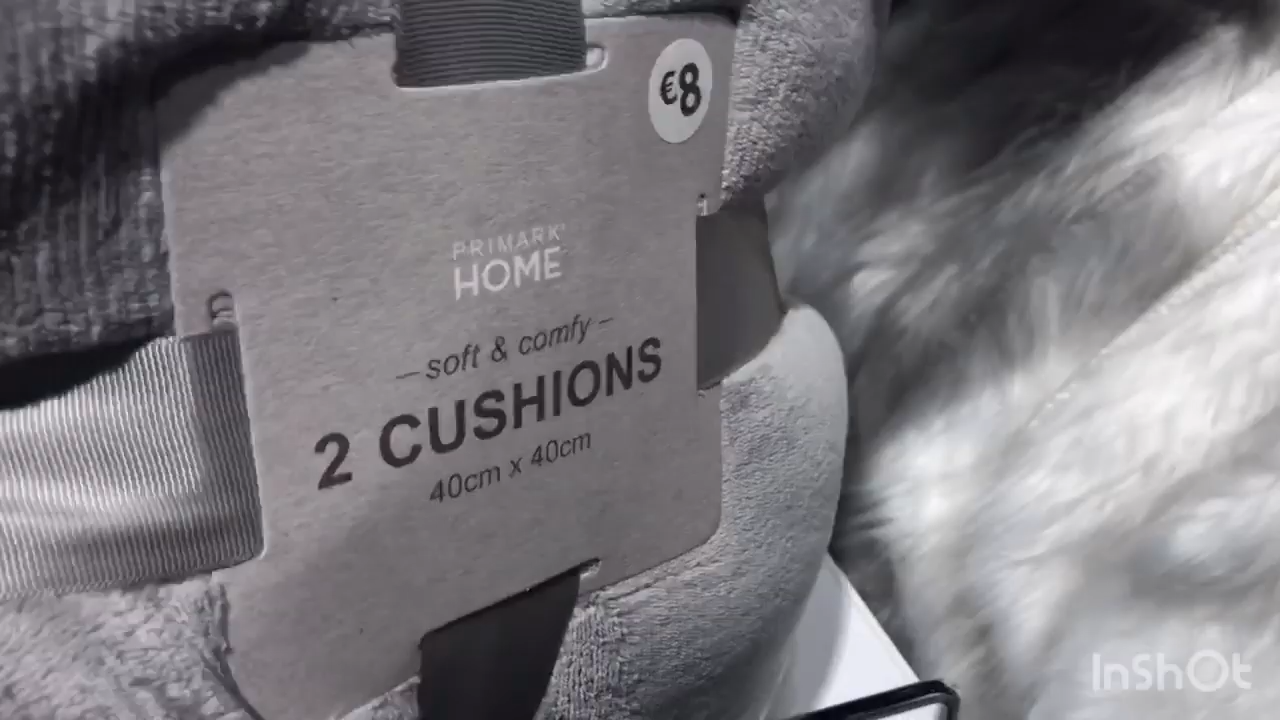 €8
PRIMARK
HOME
—soft & comfy—
2 CUSHIONS
40cm x 40cm
InShOt